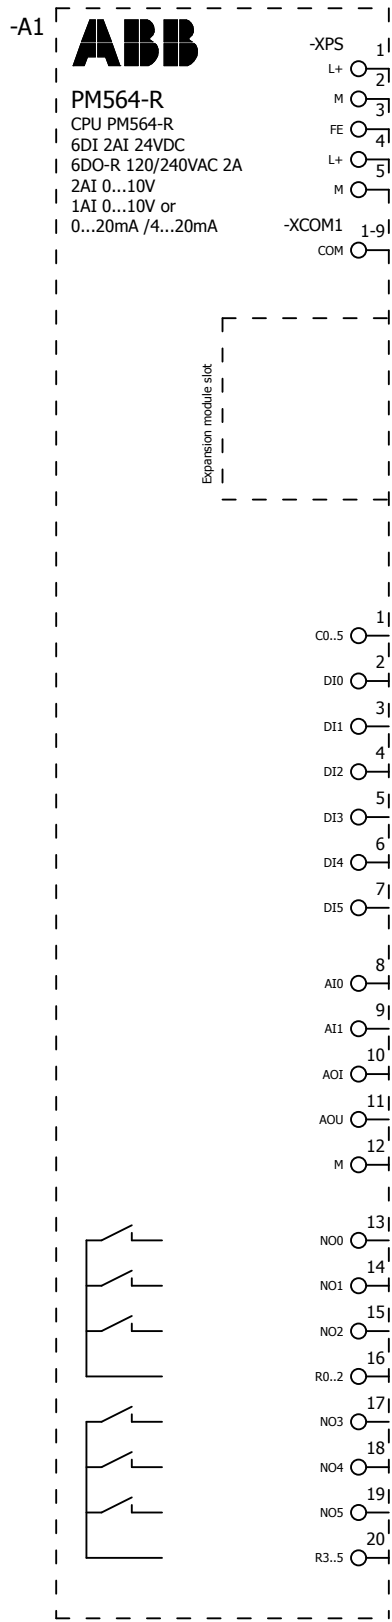 -A1
ABB
PM564-R
CPU PM564-R
6DI 2AI 24VDC
6DO-R 120/240VAC 2A
2AI 0...10V
1AI 0...10V or
0...20mA /4...20mA
-XPS
1
L+
2
M
3
FE
4
L+
5
M
-XCOM1
1-9
COM
Expansion module slot
1
C0..5
2
DI0
3
DI1
4
DI2
5
DI3
6
DI4
7
DI5
8
AI0
9
AI1
10
AOI
11
AOU
12
M
13
NO0
14
NO1
15
NO2
16
R0..2
17
NO3
18
NO4
19
NO5
20
R3..5